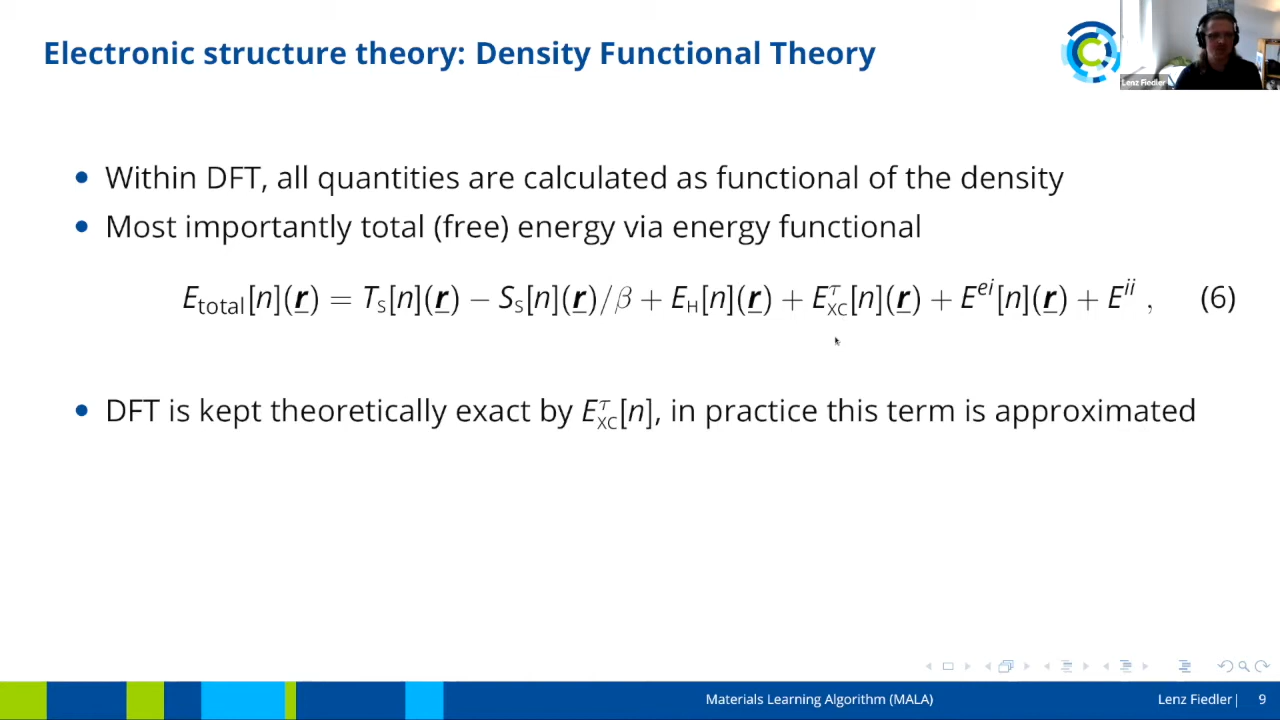 Electronic structure theory: Density Functional Theory
Lenz Fiedler
• Within DFT, all quantities are calculated as functional of the density
• Most importantly total (free) energy via energy functional
E_total[n](r) = T_S[n](r) − S_S[n](r)/β + E_H[n](r) + E^τ_XC[n](r) + E^ei[n](r) + E^ii , (6)
• DFT is kept theoretically exact by E^τ_XC[n], in practice this term is approximated
Materials Learning Algorithm (MALA) Lenz Fiedler| 9